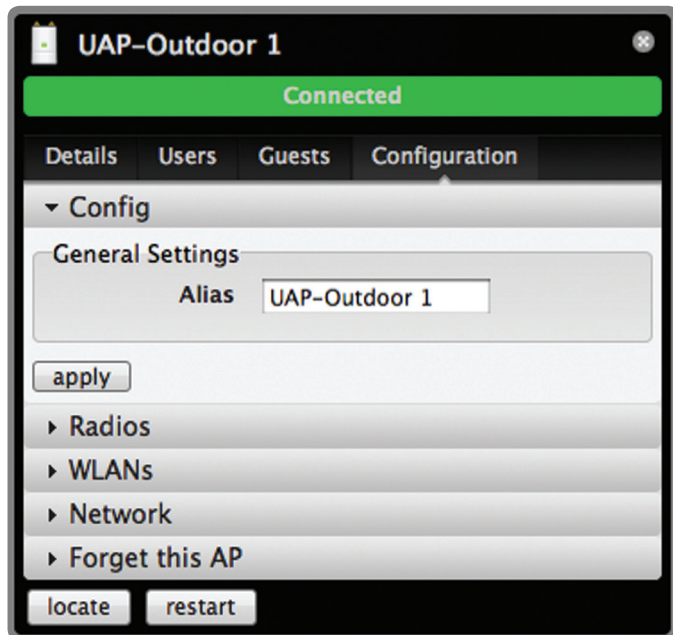 UAP-Outdoor 1
Connected
Details Users Guests Configuration
Config
General Settings
Alias UAP-Outdoor 1
apply
Radios
WLANs
Network
Forget this AP
locate restart